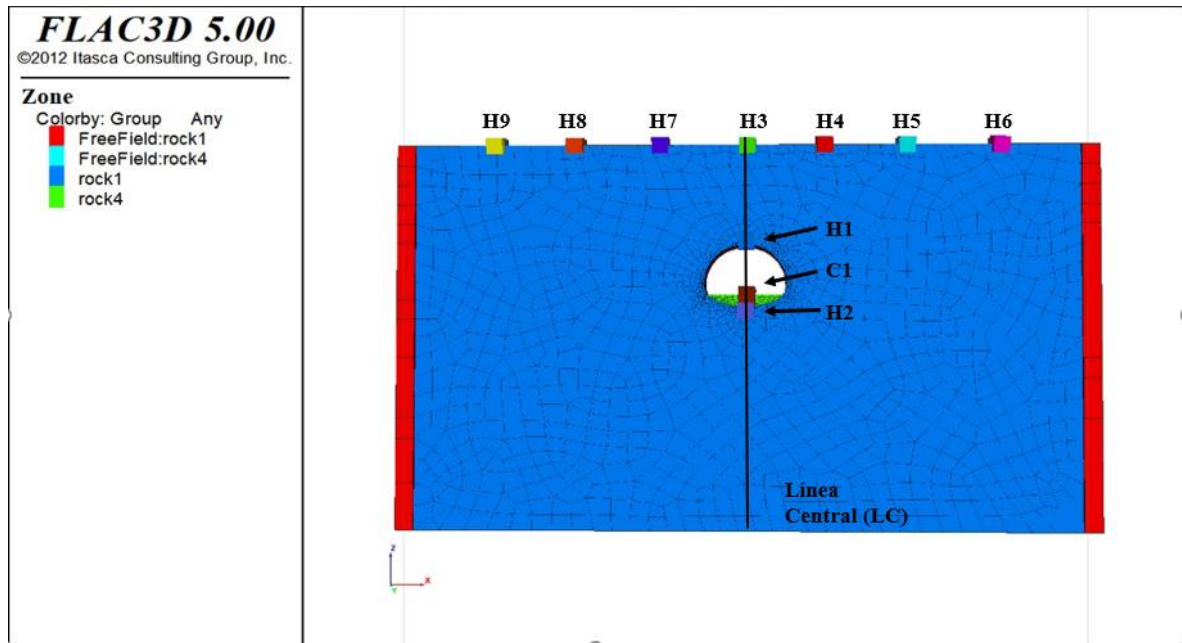 FLAC3D 5.00
©2012 Itasca Consulting Group, Inc.
Zone
Colorby: Group Any
FreeField:rock1
FreeField:rock4
rock1
rock4
H9 H8 H7 H3 H4 H5 H6
H1
C1
H2
Línea
Central (LC)
z
x
Y